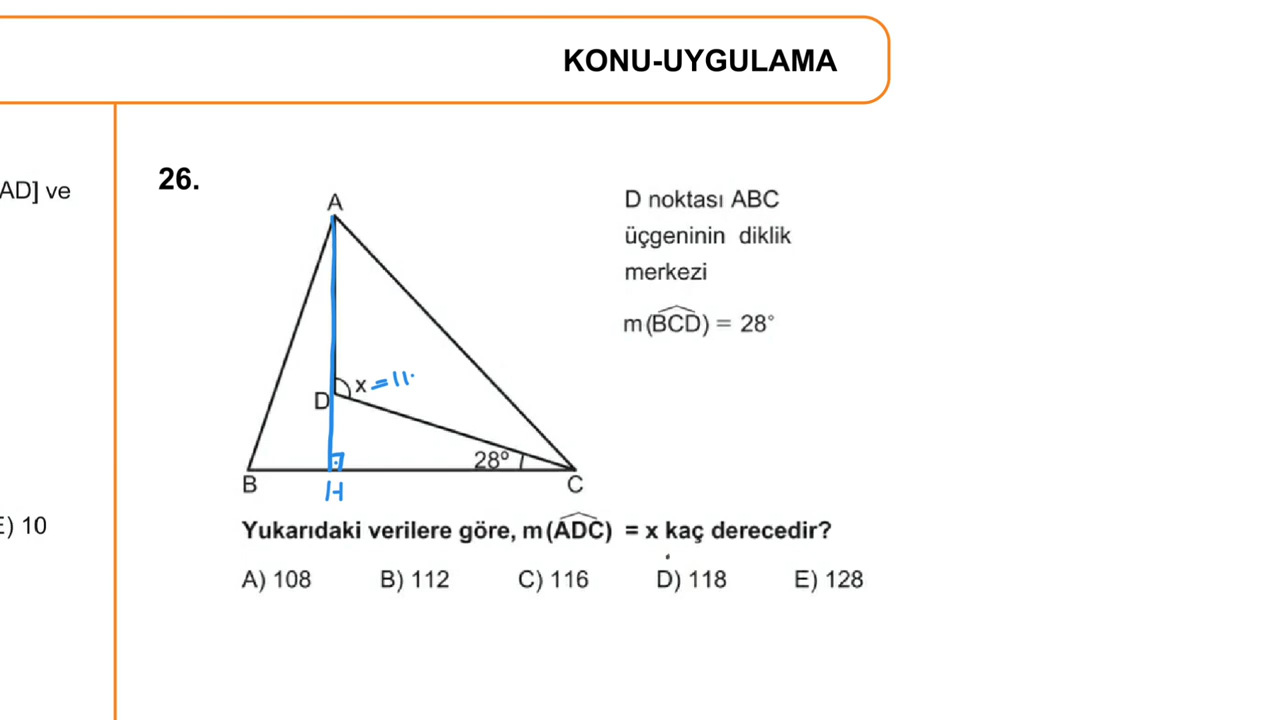 KONU-UYGULAMA
AD] ve
E) 10
26.
A
D noktası ABC
üçgeninin diklik
merkezi
m(BCD) = 28°
x = 11
D
28°
B
H
C
Yukarıdaki verilere göre, m(ADC) = x kaç derecedir?
A) 108 B) 112 C) 116 D) 118 E) 128